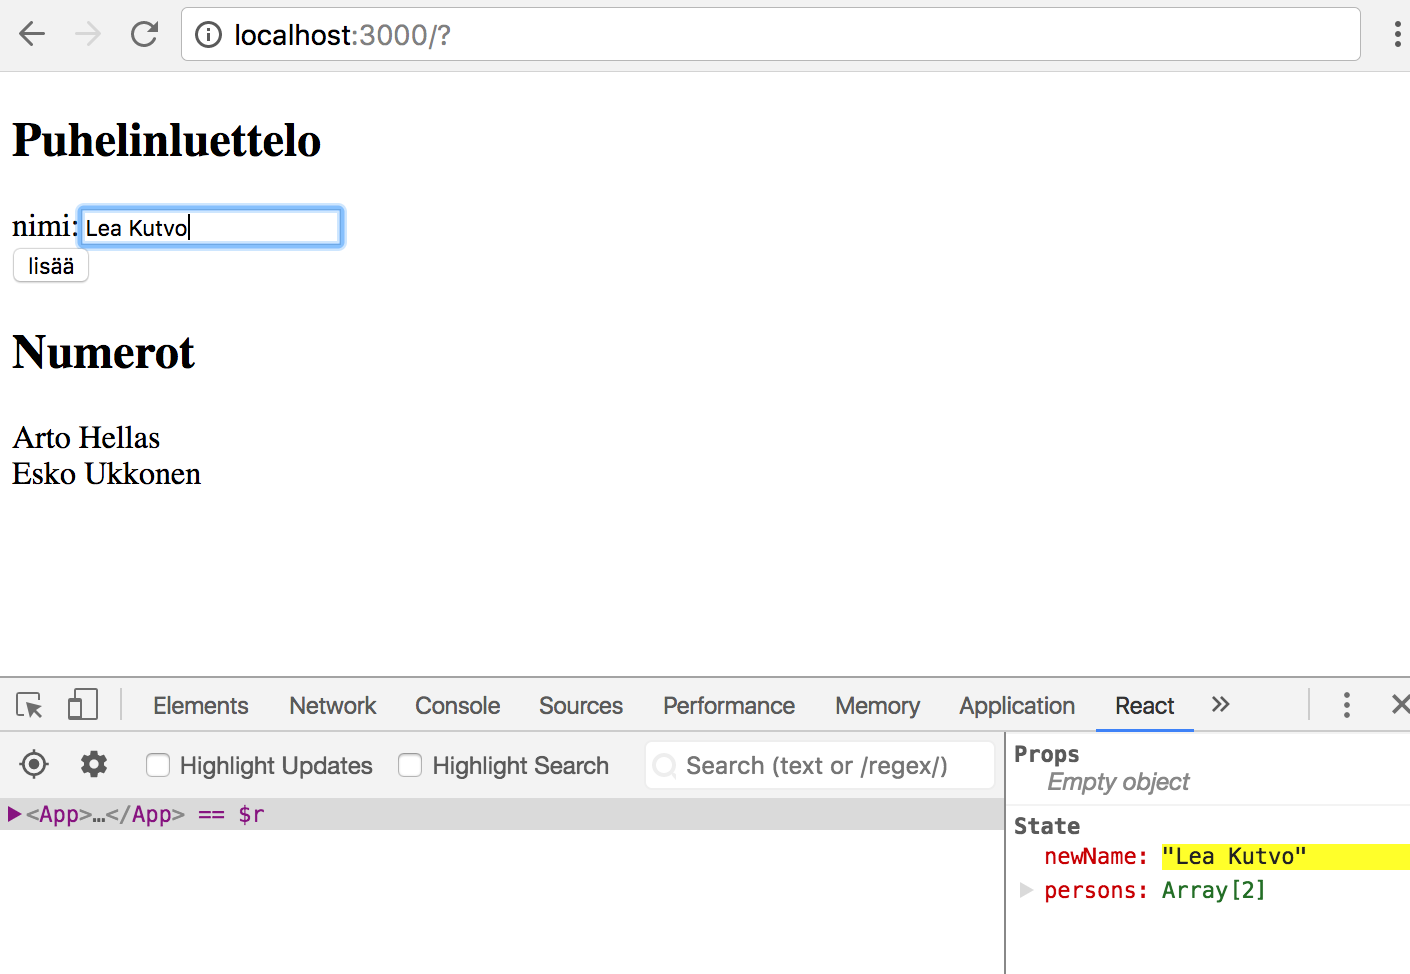 localhost:3000/?
Puhelinluettelo
nimi: Lea Kutvo
lisää
Numerot
Arto Hellas
Esko Ukkonen
Elements Network Console Sources Performance Memory Application React »
Highlight Updates Highlight Search Search (text or /regex/)
<App>…</App> == $r
Props
Empty object
State
newName: "Lea Kutvo"
persons: Array[2]